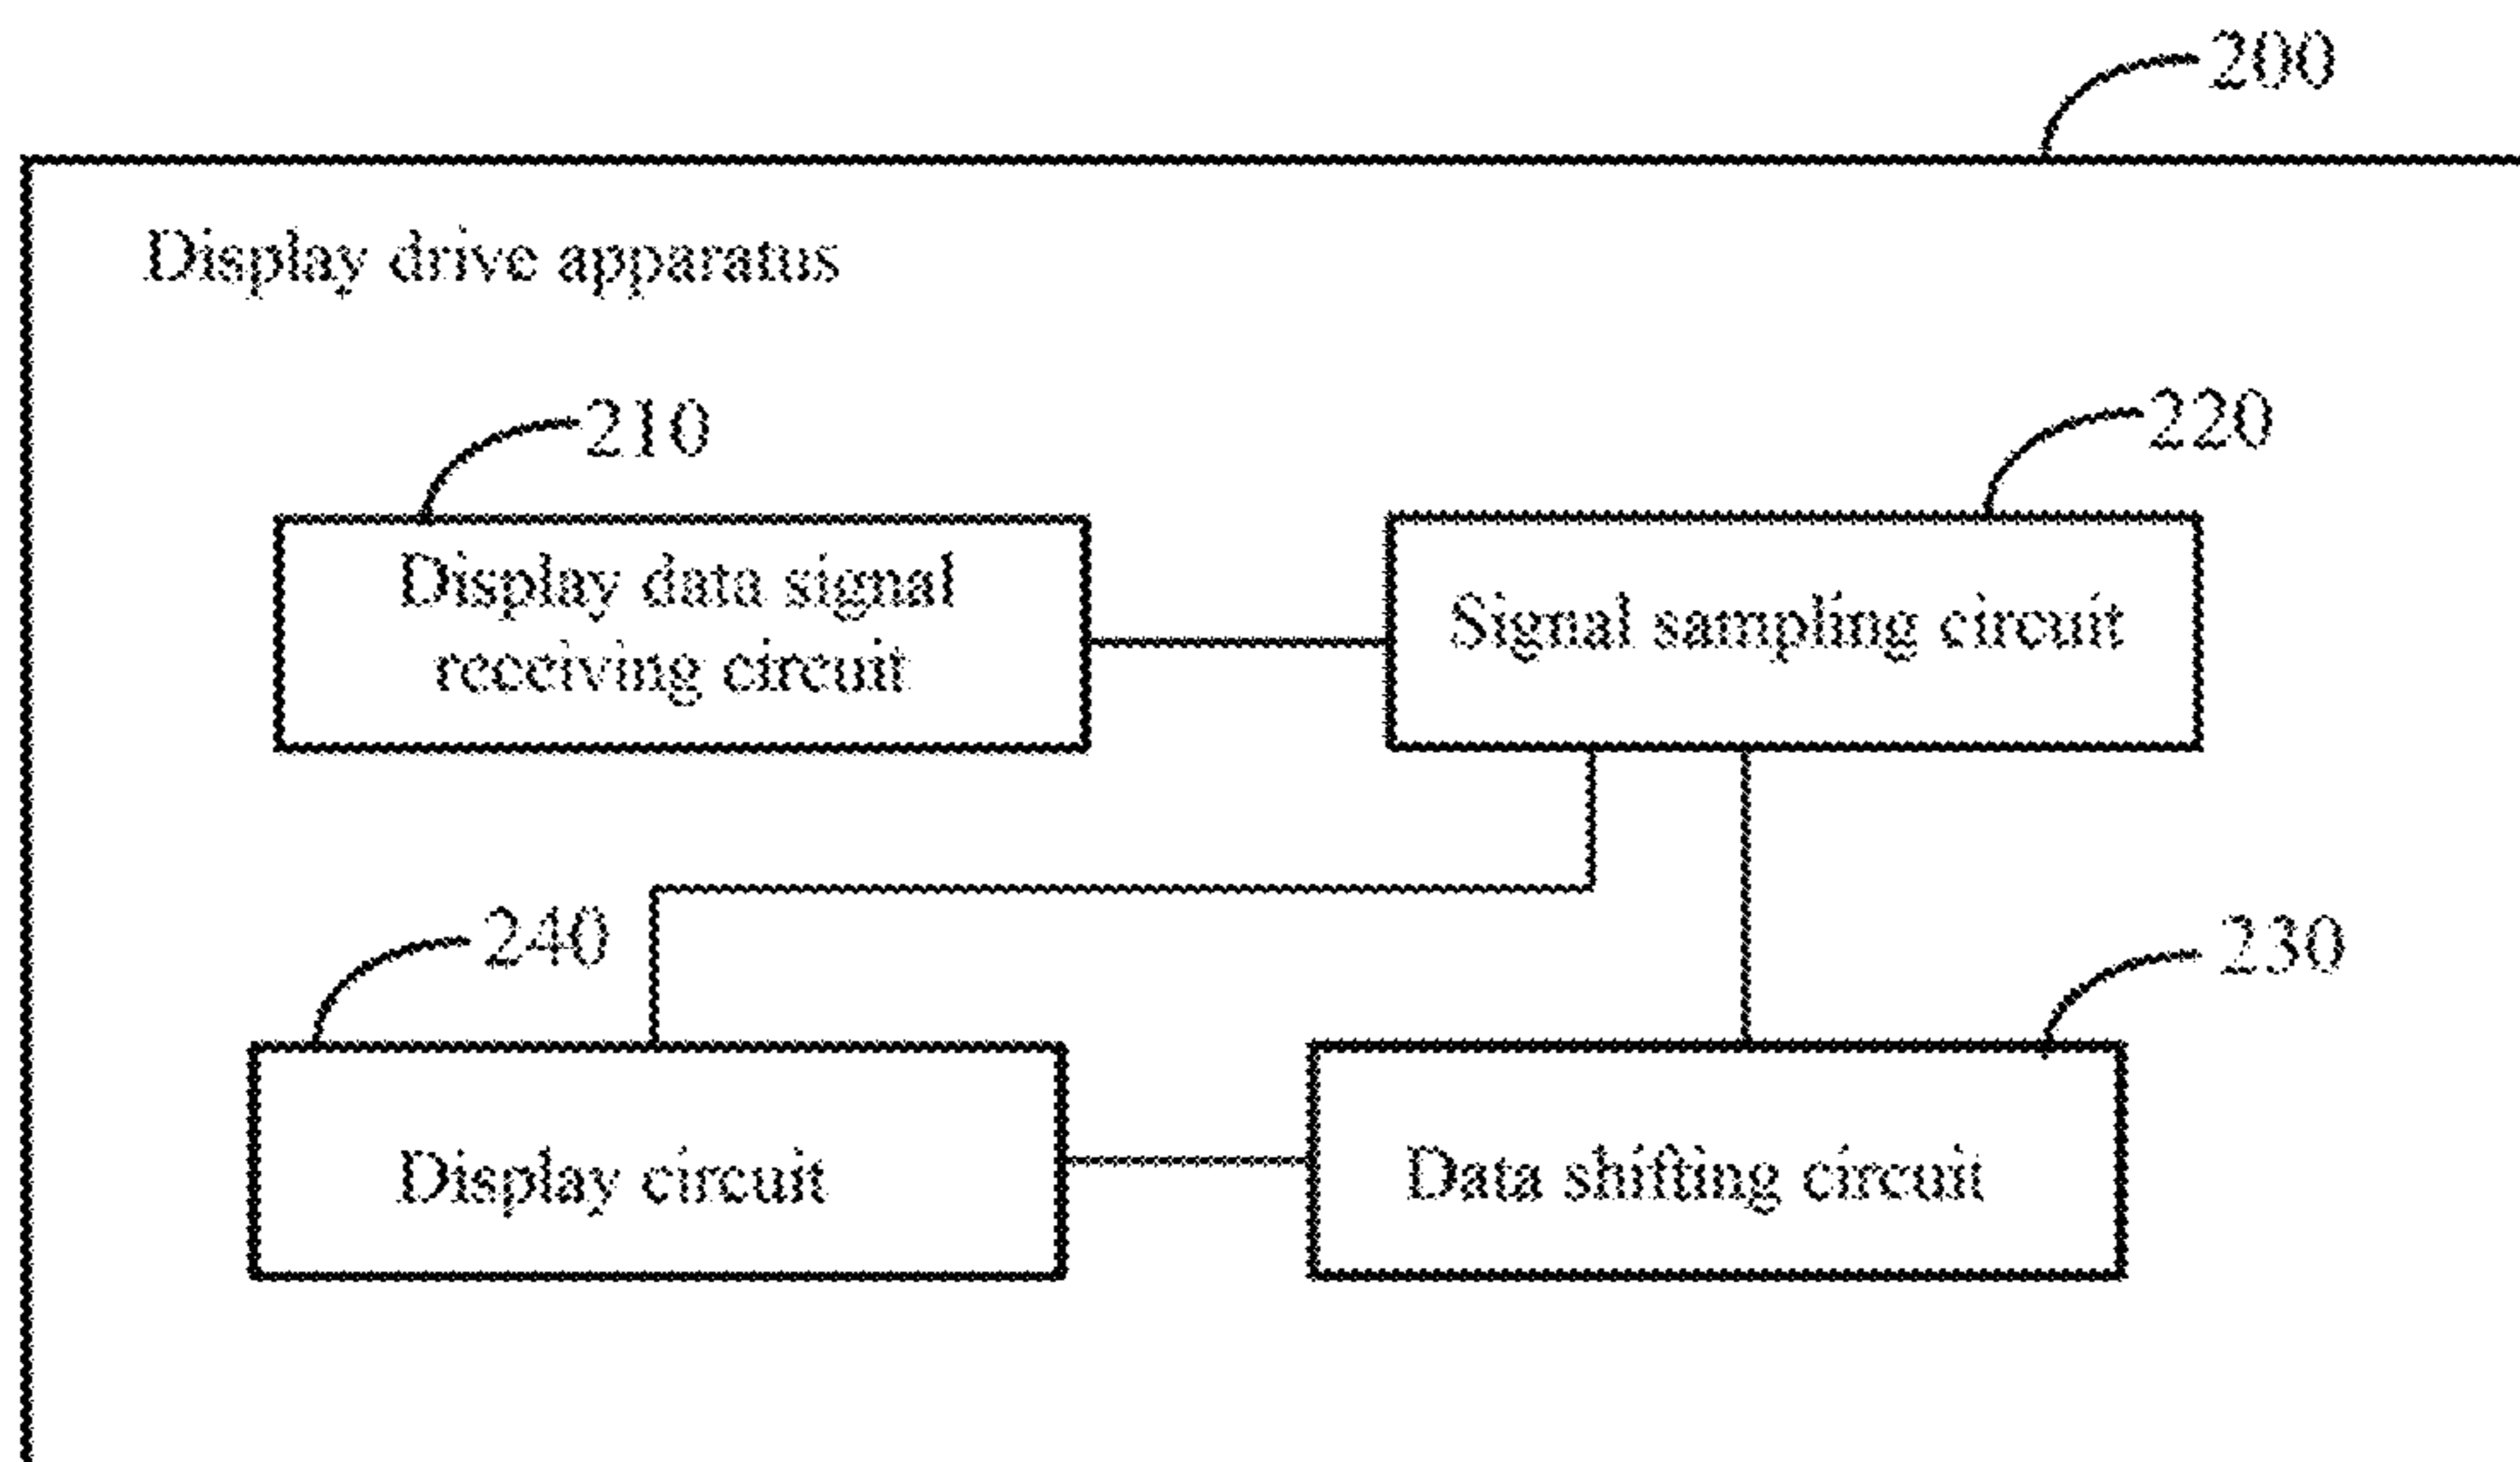 200
Display drive apparatus
210
220
Display data signal
receiving circuit
Signal sampling circuit
240
230
Display circuit
Data shifting circuit